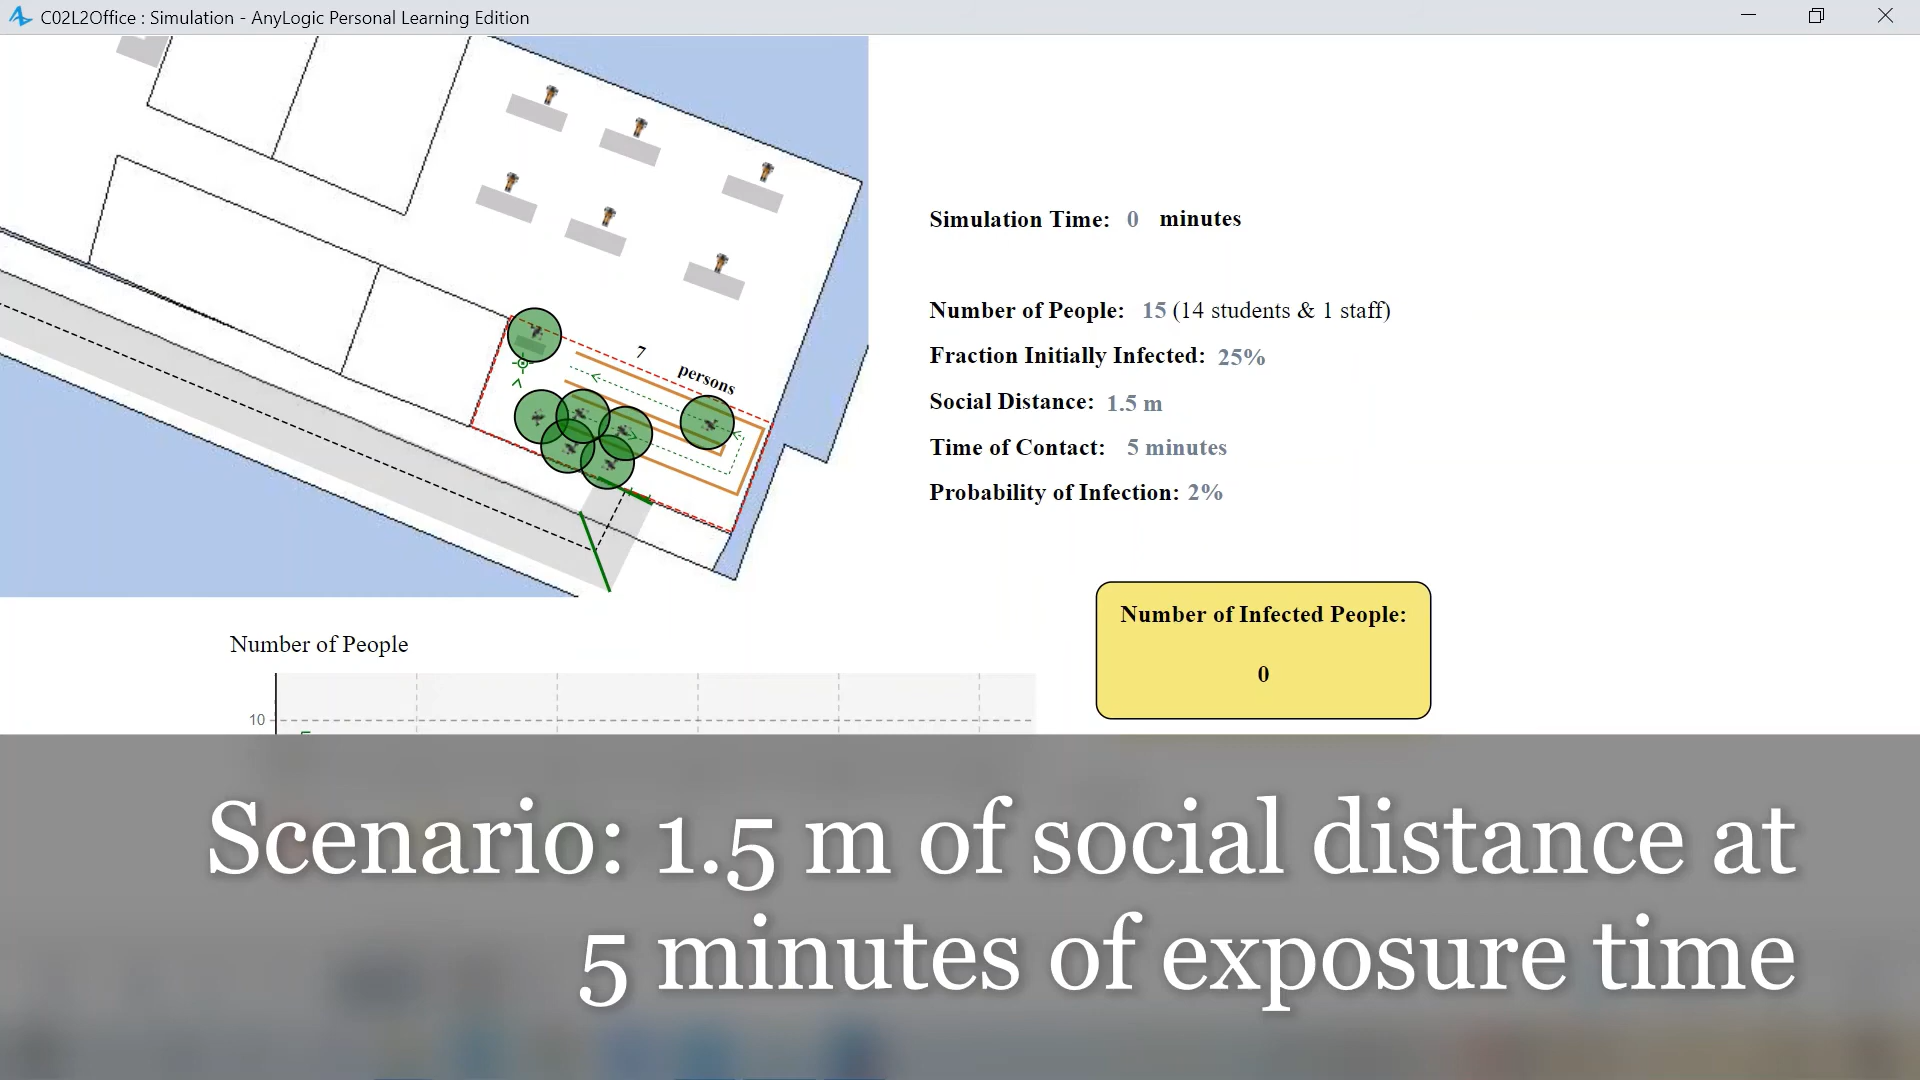 C02L2Office : Simulation - AnyLogic Personal Learning Edition
Simulation Time: 0 minutes
Number of People: 15 (14 students & 1 staff)
7 persons
Fraction Initially Infected: 25%
Social Distance: 1.5 m
Time of Contact: 5 minutes
Probability of Infection: 2%
Number of Infected People:
0
Number of People
10
Scenario: 1.5 m of social distance at
5 minutes of exposure time